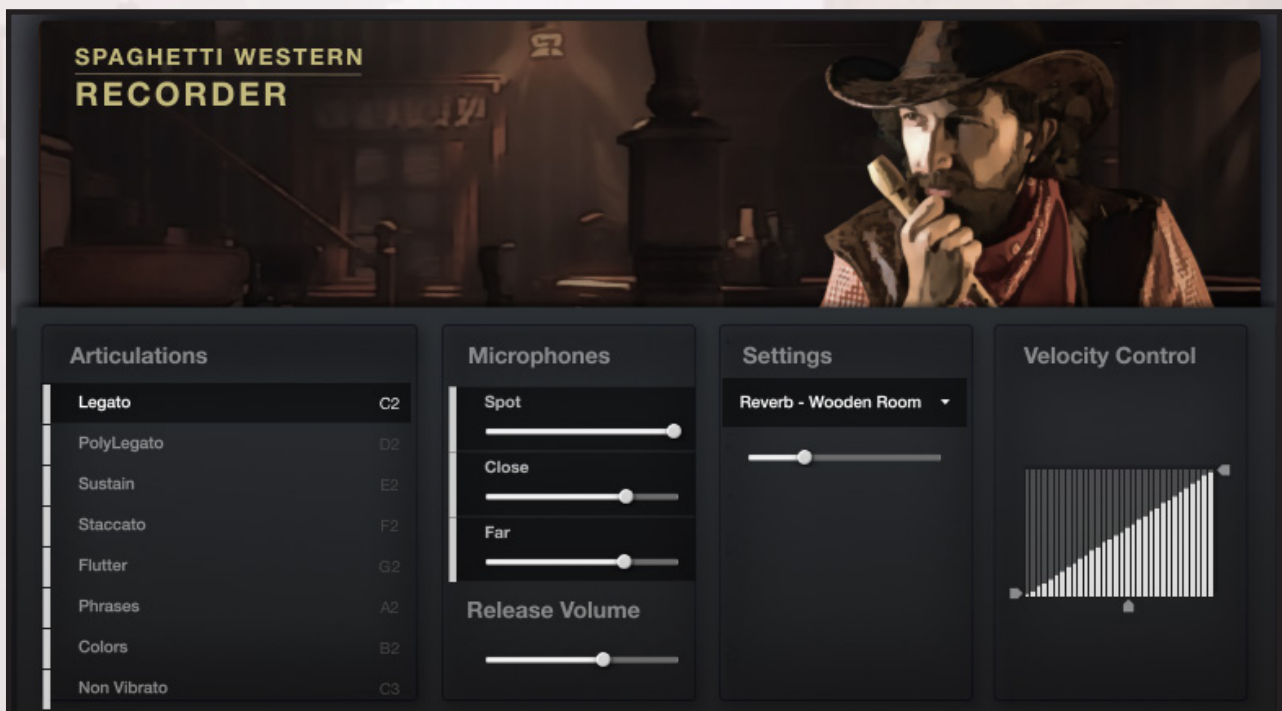 SPAGHETTI WESTERN
RECORDER
Articulations
Legato C2
PolyLegato D2
Sustain E2
Staccato F2
Flutter G2
Phrases A2
Colors B2
Non Vibrato C3
Microphones
Spot
Close
Far
Release Volume
Settings
Reverb - Wooden Room
Velocity Control